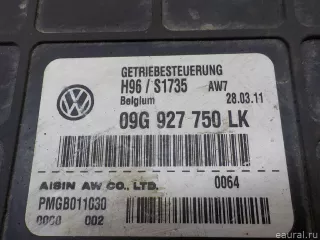 GETRIEBESTEUERUNG
H96 / S1735 AW7
Belgium 28.03.11
09G 927 750 LK
AISIN AW CO., LTD. 0064
PMGB011030
0000 002
© eaural.ru